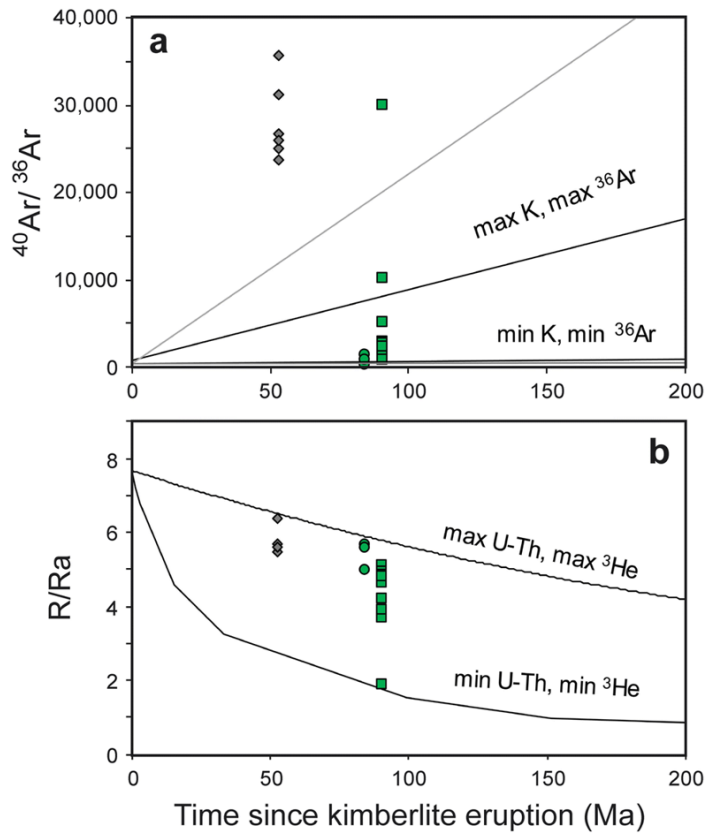 a
40,000
30,000
20,000
10,000
0
⁴⁰Ar/ ³⁶Ar
max K, max ³⁶Ar
min K, min ³⁶Ar
0 50 100 150 200
b
8
6
4
2
0
R/Ra
max U-Th, max ³He
min U-Th, min ³He
0 50 100 150 200
Time since kimberlite eruption (Ma)